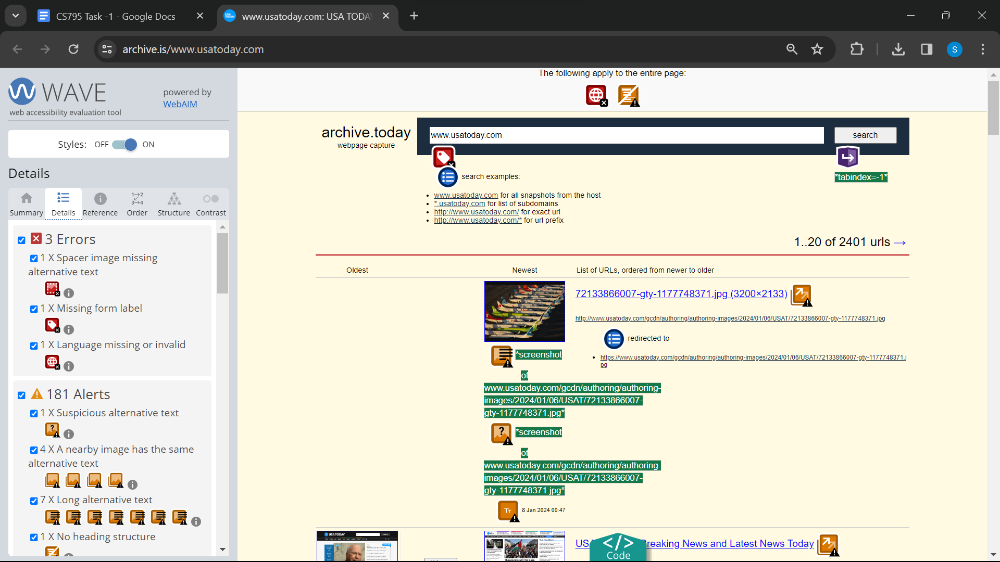 CS795 Task -1 - Google Docs
www.usatoday.com: USA TODA
archive.is/www.usatoday.com
S
WAVE
web accessibility evaluation tool
powered by
WebAIM
Styles: OFF ON
Details
Summary Details Reference Order Structure Contrast
3 Errors
1 X Spacer image missing
alternative text
1 X Missing form label
1 X Language missing or invalid
181 Alerts
1 X Suspicious alternative text
4 X A nearby image has the same
alternative text
7 X Long alternative text
1 X No heading structure
The following apply to the entire page:
archive.today
webpage capture
www.usatoday.com
search
*tabindex=-1*
search examples:
www.usatoday.com for all snapshots from the host
*.usatoday.com for list of subdomains
http://www.usatoday.com/ for exact url
http://www.usatoday.com/* for url prefix
1..20 of 2401 urls →
Oldest Newest List of URLs, ordered from newer to older
72133866007-gty-1177748371.jpg (3200×2133)
http://www.usatoday.com/gcdn/authoring/authoring-images/2024/01/06/USAT/72133866007-gty-1177748371.jpg
redirected to
https://www.usatoday.com/gcdn/authoring/authoring-images/2024/01/06/USAT/72133866007-gty-1177748371.j
pg
*screenshot
of
www.usatoday.com/gcdn/authoring/authoring-
images/2024/01/06/USAT/72133866007-
gty-1177748371.jpg*
*screenshot
of
www.usatoday.com/gcdn/authoring/authoring-
images/2024/01/06/USAT/72133866007-
gty-1177748371.jpg*
8 Jan 2024 00:47
USA TODAY
US
Breaking News and Latest News Today
</>
Code